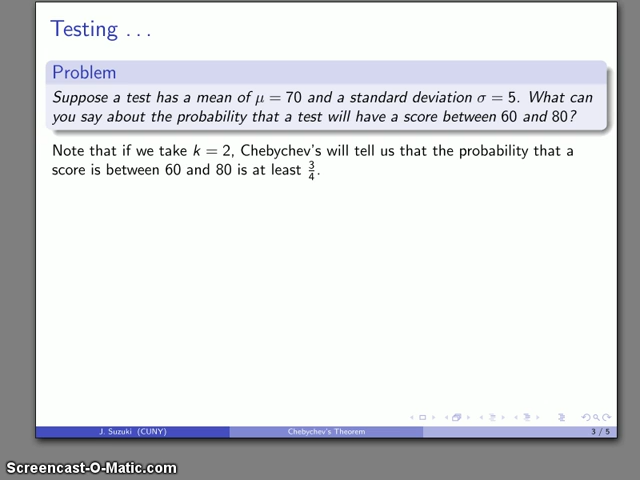 Testing . . .
Problem
Suppose a test has a mean of μ = 70 and a standard deviation σ = 5. What can
you say about the probability that a test will have a score between 60 and 80?
Note that if we take k = 2, Chebychev's will tell us that the probability that a
score is between 60 and 80 is at least 3/4.
J. Suzuki (CUNY) Chebychev's Theorem 3 / 5
Screencast-O-Matic.com